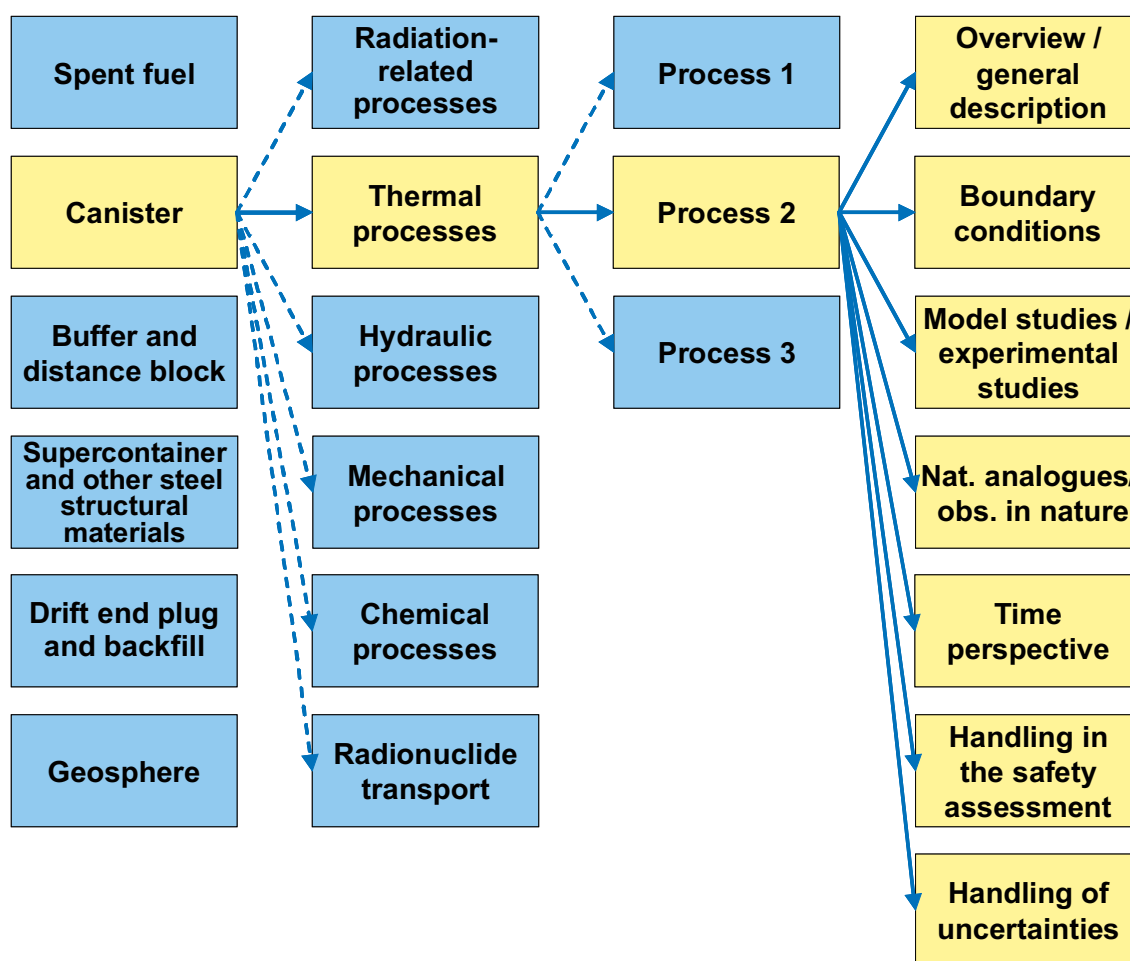 Spent fuel
Canister
Buffer and
distance block
Supercontainer
and other steel
structural
materials
Drift end plug
and backfill
Geosphere
Radiation-
related
processes
Thermal
processes
Hydraulic
processes
Mechanical
processes
Chemical
processes
Radionuclide
transport
Process 1
Process 2
Process 3
Overview /
general
description
Boundary
conditions
Model studies /
experimental
studies
Nat. analogues/
obs. in nature
Time
perspective
Handling in
the safety
assessment
Handling of
uncertainties